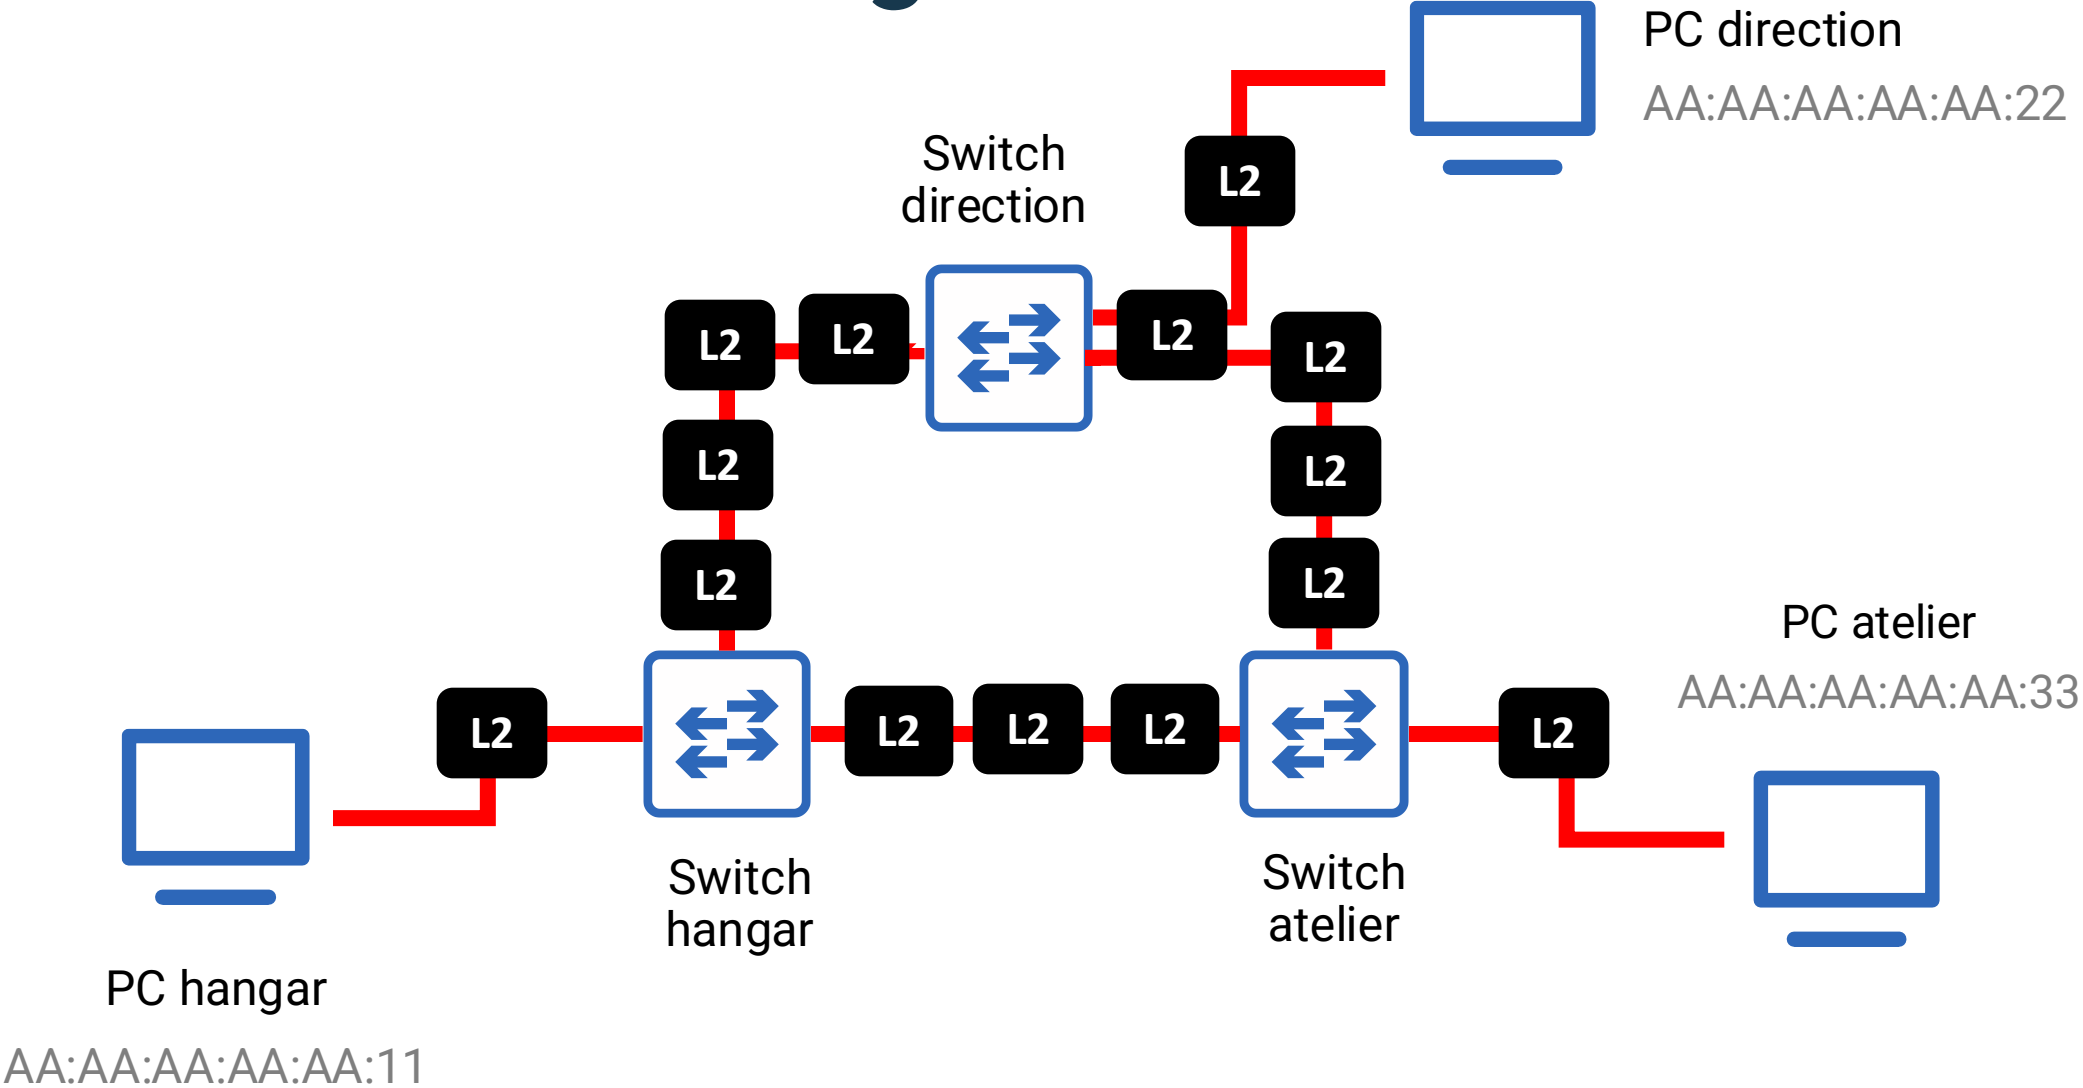 PC direction
AA:AA:AA:AA:AA:22
Switch
direction
L2
L2
L2
L2
L2
L2
L2
L2
L2
L2
PC atelier
AA:AA:AA:AA:AA:33
L2
L2
L2
L2
L2
Switch
hangar
Switch
atelier
PC hangar
AA:AA:AA:AA:AA:11